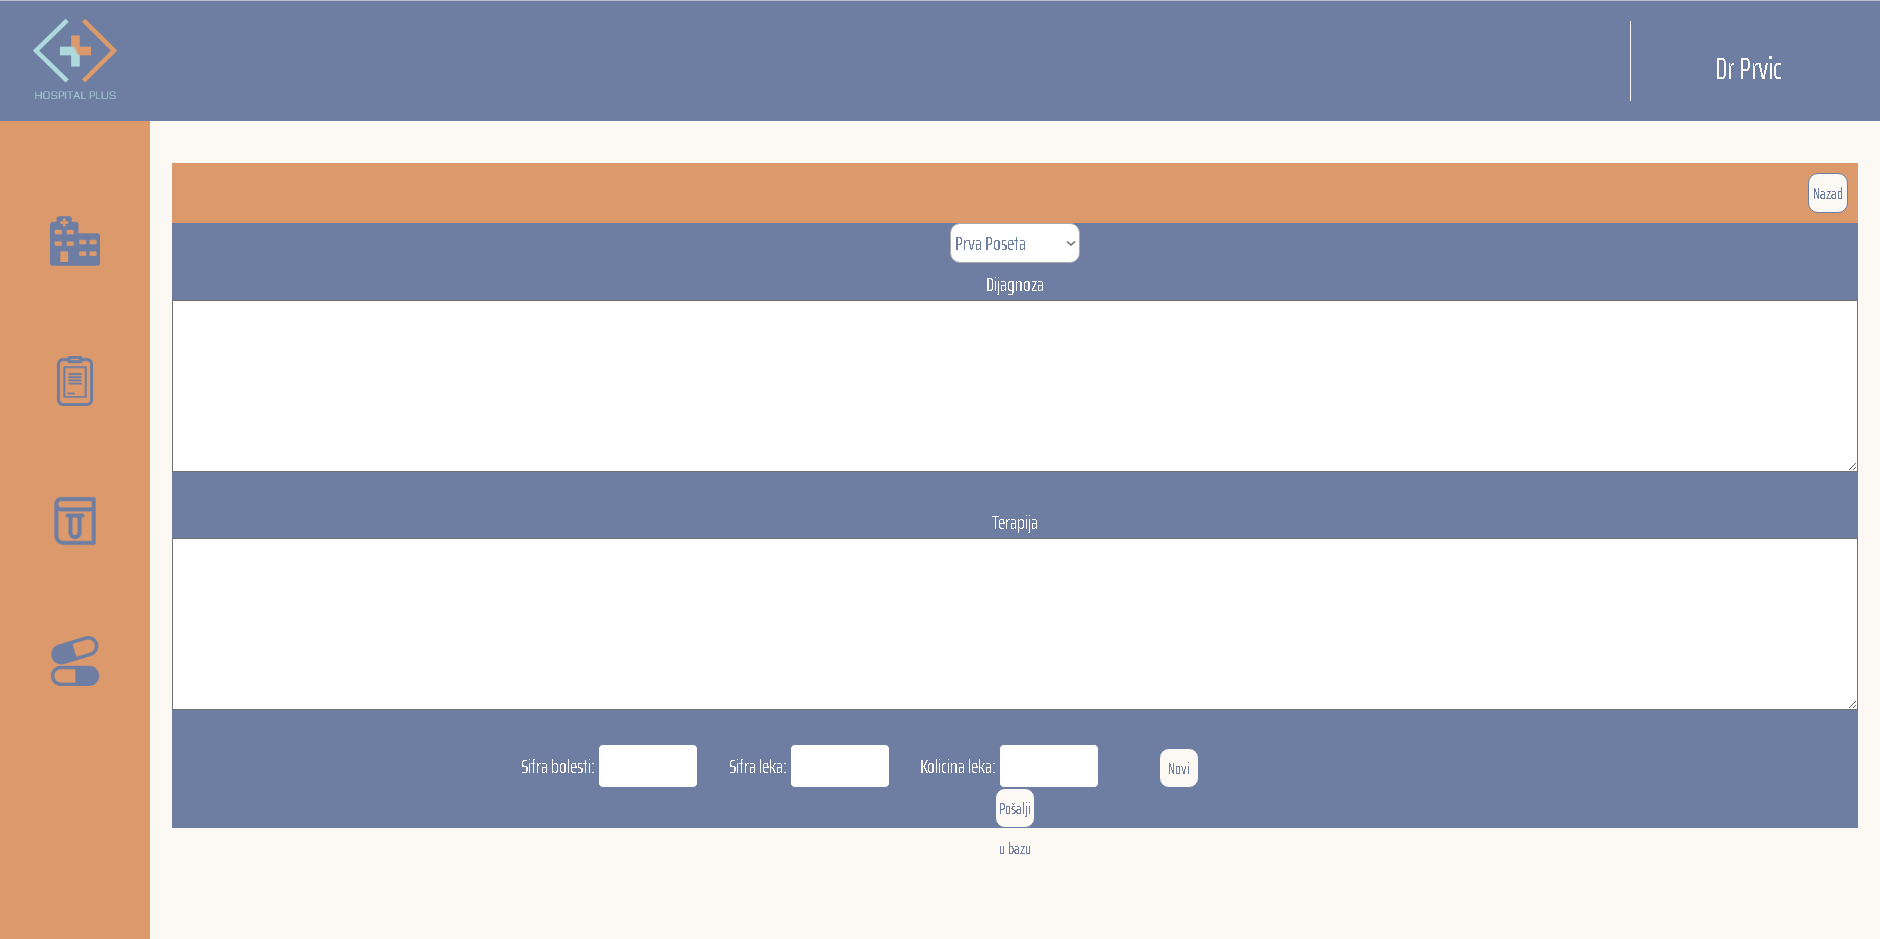 HOSPITAL PLUS
Dr Prvic
Nazad
Prva Poseta
Dijagnoza
Terapija
Sifra bolesti: Sifra leka: Kolicina leka: Novi
Pošalji
u bazu